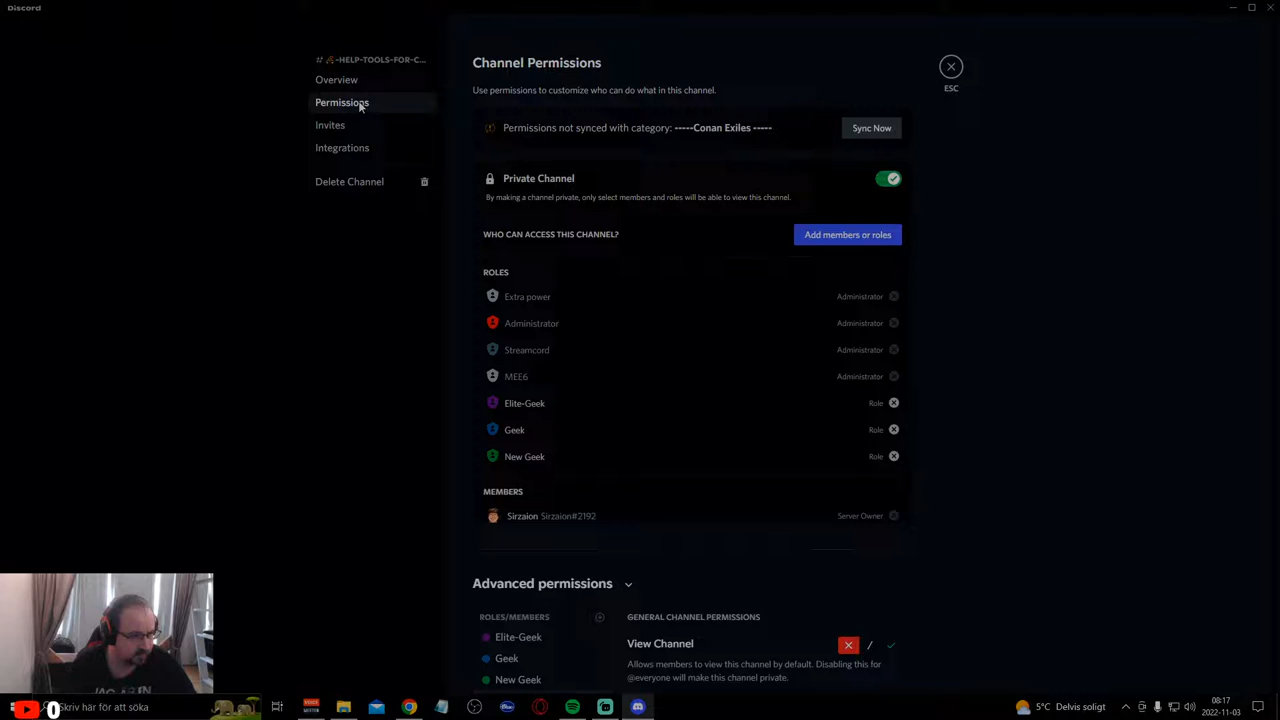 Discord
# -HELP-TOOLS-FOR-C...
Overview
Permissions
Invites
Integrations
Delete Channel
Channel Permissions
Use permissions to customize who can do what in this channel.
ESC
Permissions not synced with category: -----Conan Exiles -----
Sync Now
Private Channel
By making a channel private, only select members and roles will be able to view this channel.
WHO CAN ACCESS THIS CHANNEL?
Add members or roles
ROLES
Extra power Administrator
Administrator Administrator
Streamcord Administrator
MEE6 Administrator
Elite-Geek Role
Geek Role
New Geek Role
MEMBERS
Sirzaion Sirzaion#2192 Server Owner
Advanced permissions
ROLES/MEMBERS
Elite-Geek
Geek
New Geek
GENERAL CHANNEL PERMISSIONS
View Channel
Allows members to view this channel by default. Disabling this for
@everyone will make this channel private.
0
Skriv här för att söka
5°C Delvis soligt
08:17
2022-11-03